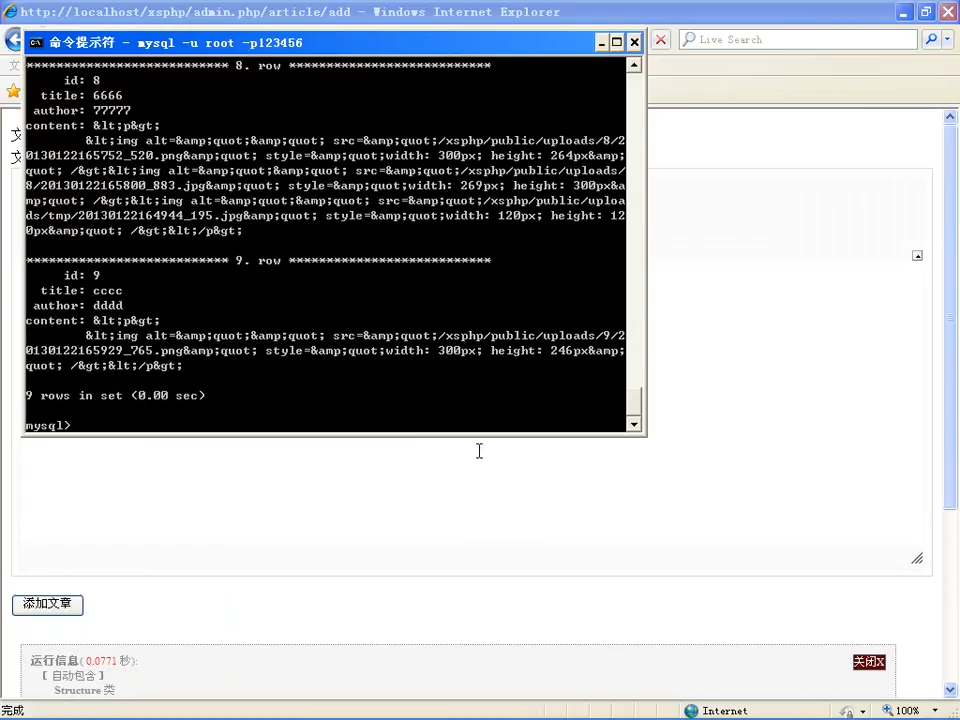 http://localhost/xsphp/admin.php/article/add - Windows Internet Explorer
命令提示符 - mysql -u root -p123456
Live Search
*************************** 8. row ***************************
id: 8
title: 6666
author: 77777
content: &lt;p&gt;
&lt;img alt=&amp;quot;&amp;quot; src=&amp;quot;/xsphp/public/uploads/8/2
0130122165752_520.png&amp;quot; style=&amp;quot;width: 300px; height: 264px&amp;
quot; /&gt;&lt;img alt=&amp;quot;&amp;quot; src=&amp;quot;/xsphp/public/uploads/
8/20130122165800_883.jpg&amp;quot; style=&amp;quot;width: 269px; height: 300px&a
mp;quot; /&gt;&lt;img alt=&amp;quot;&amp;quot; src=&amp;quot;/xsphp/public/uploa
ds/tmp/20130122164944_195.jpg&amp;quot; style=&amp;quot;width: 120px; height: 12
0px&amp;quot; /&gt;&lt;/p&gt;
*************************** 9. row ***************************
id: 9
title: cccc
author: dddd
content: &lt;p&gt;
&lt;img alt=&amp;quot;&amp;quot; src=&amp;quot;/xsphp/public/uploads/9/2
0130122165929_765.png&amp;quot; style=&amp;quot;width: 300px; height: 246px&amp;
quot; /&gt;&lt;/p&gt;
9 rows in set (0.00 sec)
mysql>
添加文章
运行信息( 0.0771 秒):
关闭X
[ 自动包含 ]
Structure 类
完成
Internet
100%